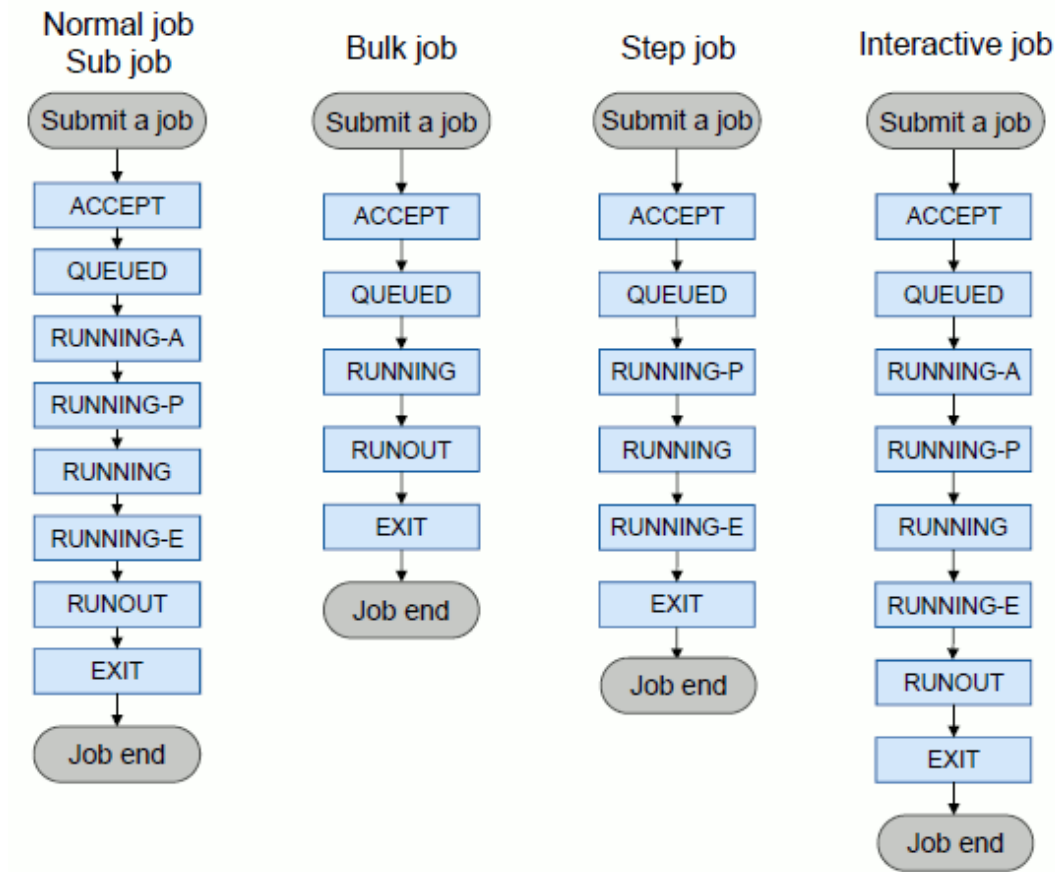 Normal job
Sub job
Submit a job
ACCEPT
QUEUED
RUNNING-A
RUNNING-P
RUNNING
RUNNING-E
RUNOUT
EXIT
Job end
Bulk job
Submit a job
ACCEPT
QUEUED
RUNNING
RUNOUT
EXIT
Job end
Step job
Submit a job
ACCEPT
QUEUED
RUNNING-P
RUNNING
RUNNING-E
EXIT
Job end
Interactive job
Submit a job
ACCEPT
QUEUED
RUNNING-A
RUNNING-P
RUNNING
RUNNING-E
RUNOUT
EXIT
Job end